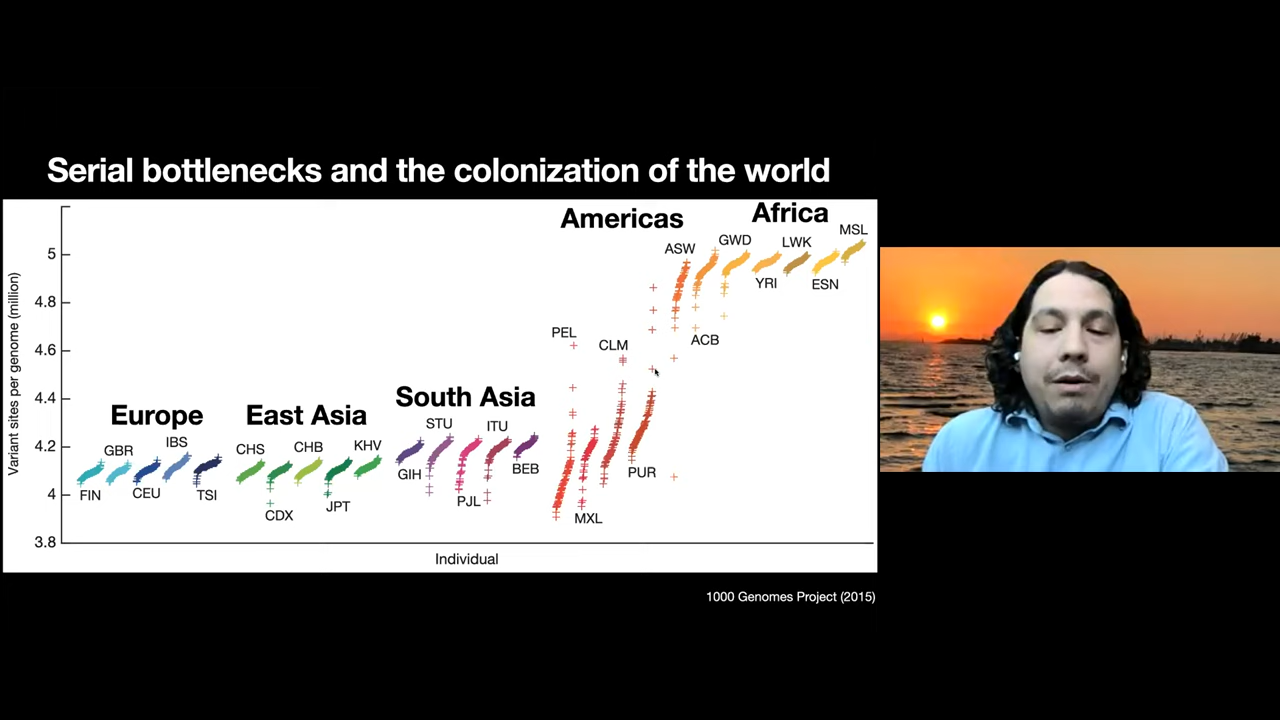 Serial bottlenecks and the colonization of the world
Americas
Africa
Europe
East Asia
South Asia
Variant sites per genome (million)
5
4.8
4.6
4.4
4.2
4
3.8
FIN
GBR
CEU
IBS
TSI
CHS
CDX
CHB
JPT
KHV
GIH
STU
PJL
ITU
BEB
PEL
MXL
CLM
PUR
ASW
ACB
GWD
YRI
LWK
ESN
MSL
Individual
1000 Genomes Project (2015)